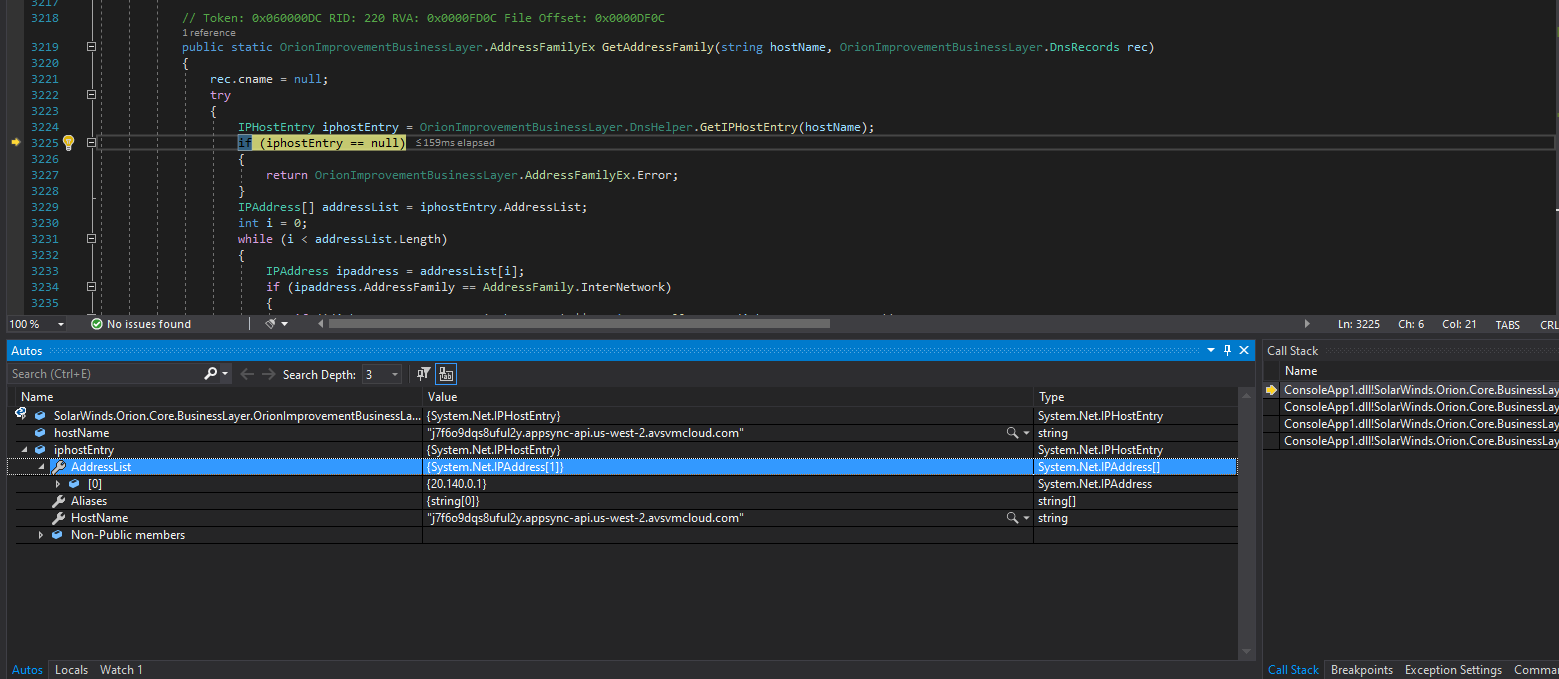 3217
3218 // Token: 0x060000DC RID: 220 RVA: 0x0000FD0C File Offset: 0x0000DF0C
1 reference
3219 public static OrionImprovementBusinessLayer.AddressFamilyEx GetAddressFamily(string hostName, OrionImprovementBusinessLayer.DnsRecords rec)
3220 {
3221 rec.cname = null;
3222 try
3223 {
3224 IPHostEntry iphostEntry = OrionImprovementBusinessLayer.DnsHelper.GetIPHostEntry(hostName);
3225 if (iphostEntry == null) ≤159ms elapsed
3226 {
3227 return OrionImprovementBusinessLayer.AddressFamilyEx.Error;
3228 }
3229 IPAddress[] addressList = iphostEntry.AddressList;
3230 int i = 0;
3231 while (i < addressList.Length)
3232 {
3233 IPAddress ipaddress = addressList[i];
3234 if (ipaddress.AddressFamily == AddressFamily.InterNetwork)
3235 {
100 % No issues found Ln: 3225 Ch: 6 Col: 21 TABS CRL
Autos
Search (Ctrl+E) Search Depth: 3
Name Value Type
SolarWinds.Orion.Core.BusinessLayer.OrionImprovementBusinessLa... {System.Net.IPHostEntry} System.Net.IPHostEntry
hostName "j7f6o9dqs8uful2y.appsync-api.us-west-2.avsvmcloud.com" string
iphostEntry {System.Net.IPHostEntry} System.Net.IPHostEntry
AddressList {System.Net.IPAddress[1]} System.Net.IPAddress[]
[0] {20.140.0.1} System.Net.IPAddress
Aliases {string[0]} string[]
HostName "j7f6o9dqs8uful2y.appsync-api.us-west-2.avsvmcloud.com" string
Non-Public members
Autos Locals Watch 1
Call Stack
Name
ConsoleApp1.dll!SolarWinds.Orion.Core.BusinessLay
ConsoleApp1.dll!SolarWinds.Orion.Core.BusinessLay
ConsoleApp1.dll!SolarWinds.Orion.Core.BusinessLay
ConsoleApp1.dll!SolarWinds.Orion.Core.BusinessLay
Call Stack Breakpoints Exception Settings Comman